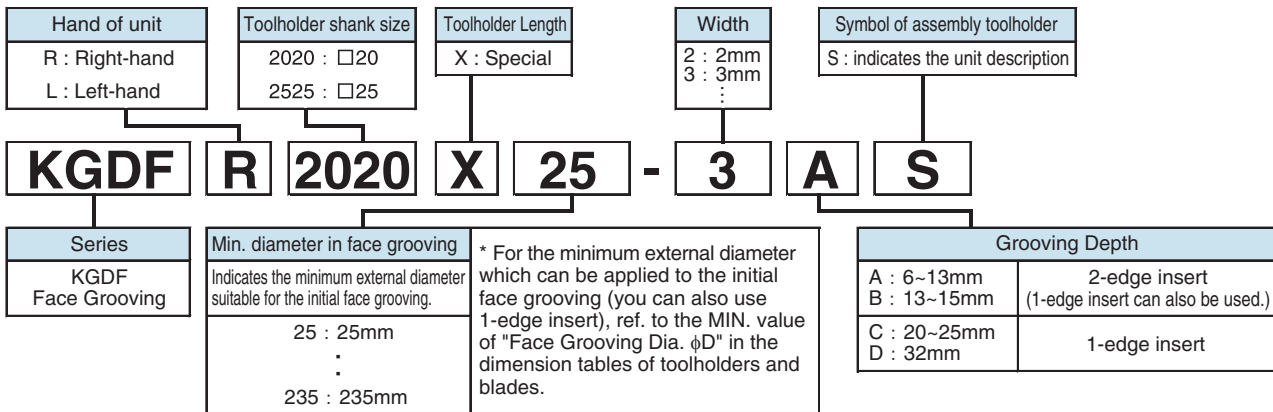 Hand of unit
R : Right-hand
L : Left-hand
Toolholder shank size
2020 : □20
2525 : □25
Toolholder Length
X : Special
Width
2 : 2mm
3 : 3mm
⋮
Symbol of assembly toolholder
S : indicates the unit description
KGDF R 2020 X 25 - 3 A S
Series
KGDF
Face Grooving
Min. diameter in face grooving
Indicates the minimum external diameter
suitable for the initial face grooving.
25 : 25mm
·
·
235 : 235mm
* For the minimum external diameter
which can be applied to the initial
face grooving (you can also use
1-edge insert), ref. to the MIN. value
of "Face Grooving Dia. ϕD" in the
dimension tables of toolholders and
blades.
Grooving Depth
A : 6~13mm
B : 13~15mm
2-edge insert
(1-edge insert can also be used.)
C : 20~25mm
D : 32mm
1-edge insert